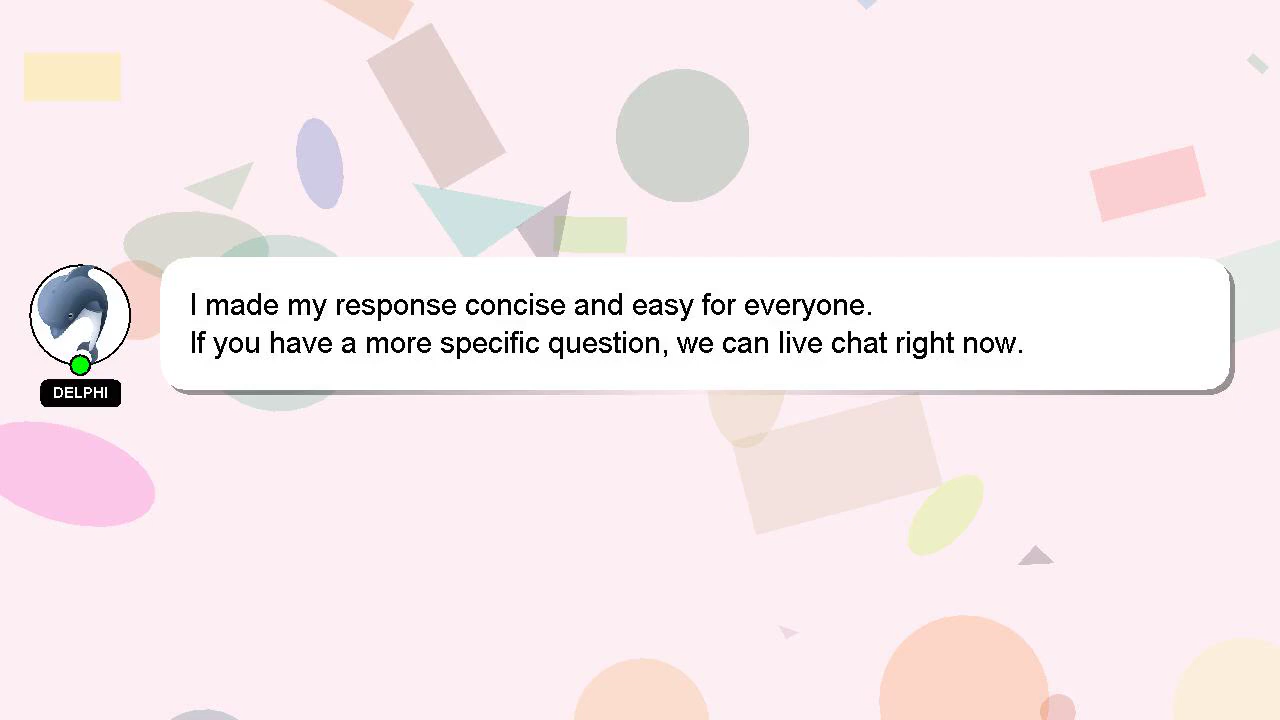 I made my response concise and easy for everyone.
If you have a more specific question, we can live chat right now.
DELPHI